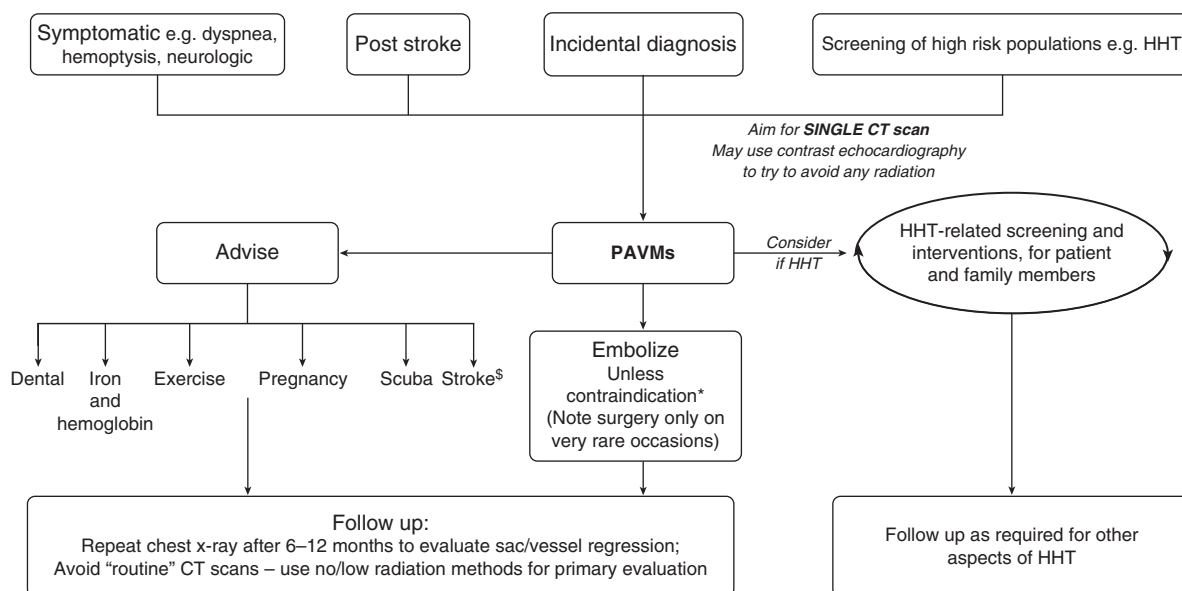 Symptomatic e.g. dyspnea,
hemoptysis, neurologic
Post stroke
Incidental diagnosis
Screening of high risk populations e.g. HHT
Aim for SINGLE CT scan
May use contrast echocardiography
to try to avoid any radiation
Advise
PAVMs
Consider
if HHT
HHT-related screening and
interventions, for patient
and family members
Dental
Iron
and
hemoglobin
Exercise
Pregnancy
Scuba
Stroke$
Embolize
Unless
contraindication*
(Note surgery only on
very rare occasions)
Follow up:
Repeat chest x-ray after 6–12 months to evaluate sac/vessel regression;
Avoid “routine” CT scans – use no/low radiation methods for primary evaluation
Follow up as required for other
aspects of HHT